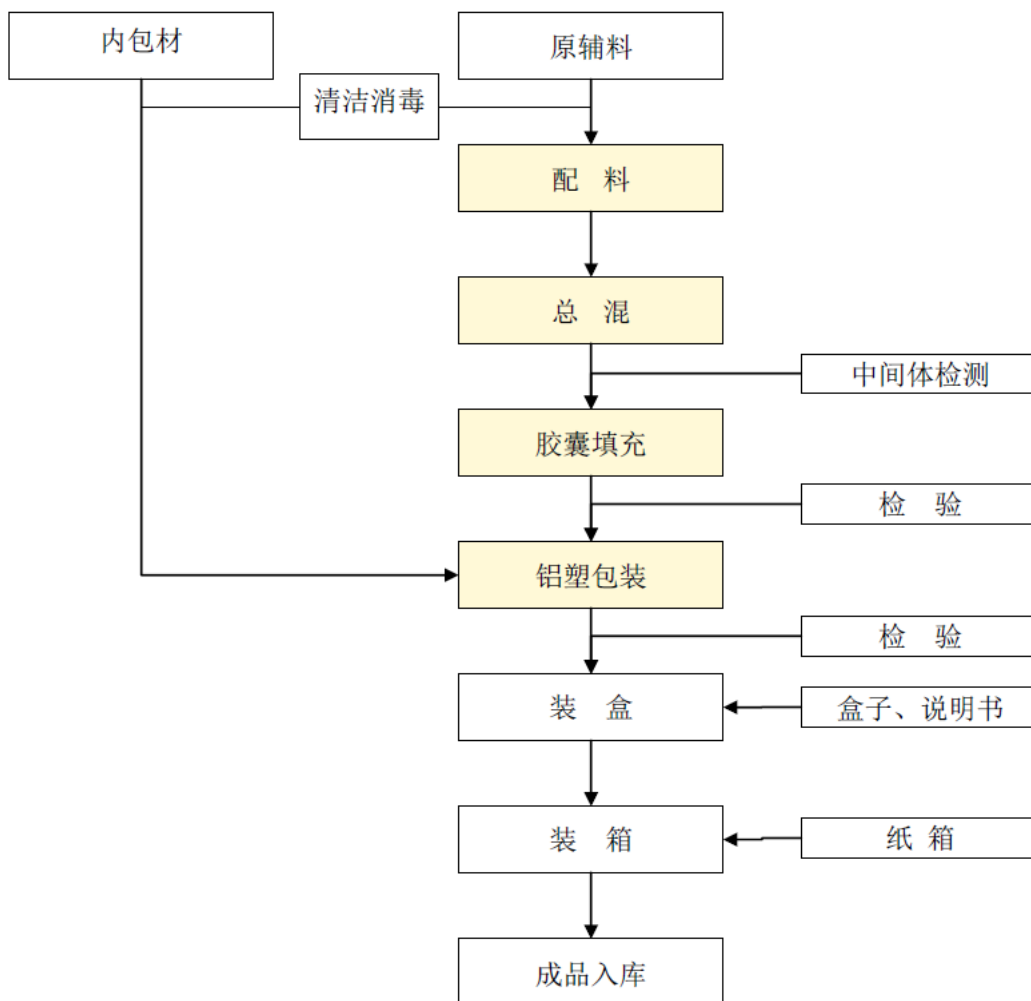 内包材
原辅料
清洁消毒
配 料
总 混
中间体检测
胶囊填充
检 验
铝塑包装
检 验
装 盒
盒子、说明书
装 箱
纸 箱
成品入库